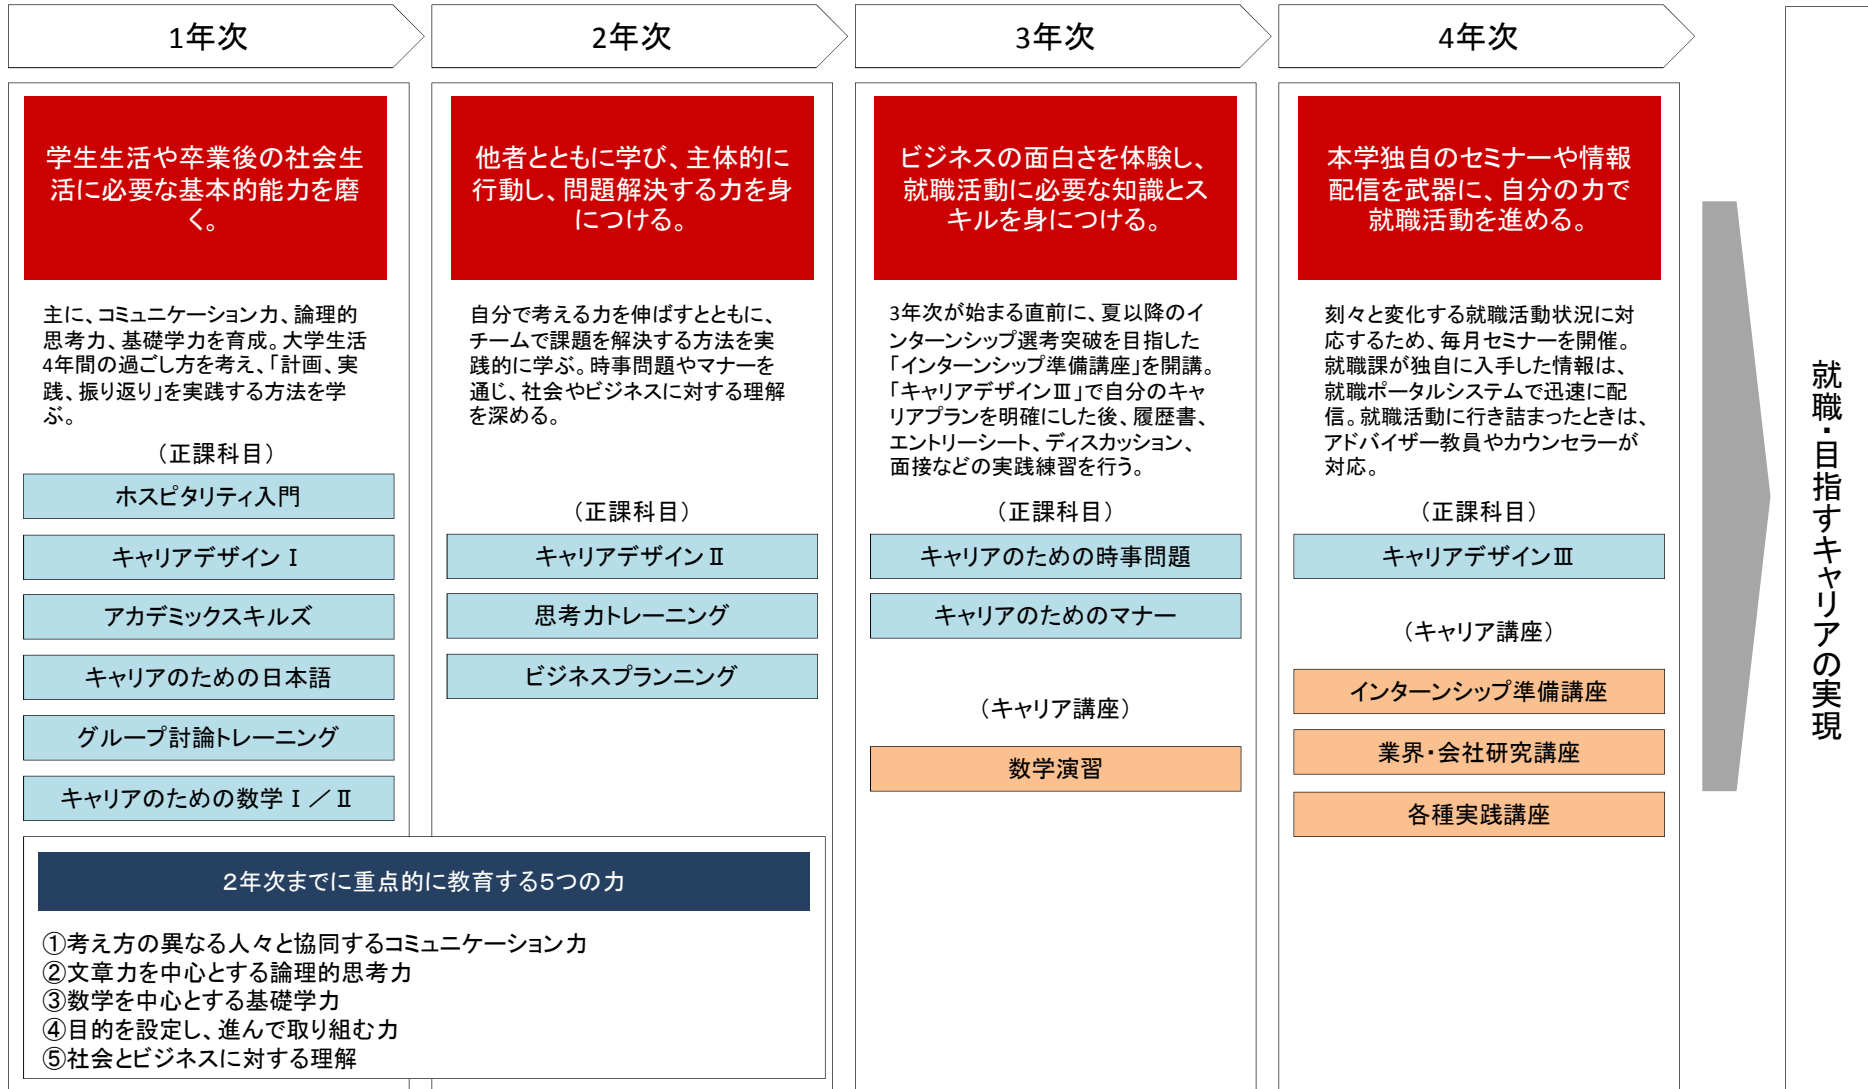 1年次
2年次
3年次
4年次
学生生活や卒業後の社会生
活に必要な基本的能力を磨
く。
主に、コミュニケーション力、論理的
思考力、基礎学力を育成。大学生活
4年間の過ごし方を考え、「計画、実
践、振り返り」を実践する方法を学
ぶ。
（正課科目）
ホスピタリティ入門
キャリアデザインⅠ
アカデミックスキルズ
キャリアのための日本語
グループ討論トレーニング
キャリアのための数学Ⅰ／Ⅱ
他者とともに学び、主体的に
行動し、問題解決する力を身
につける。
自分で考える力を伸ばすとともに、
チームで課題を解決する方法を実
践的に学ぶ。時事問題やマナーを
通じ、社会やビジネスに対する理解
を深める。
（正課科目）
キャリアデザインⅡ
思考力トレーニング
ビジネスプランニング
2年次までに重点的に教育する5つの力
①考え方の異なる人々と協同するコミュニケーション力
②文章力を中心とする論理的思考力
③数学を中心とする基礎学力
④目的を設定し、進んで取り組む力
⑤社会とビジネスに対する理解
ビジネスの面白さを体験し、
就職活動に必要な知識とス
キルを身につける。
3年次が始まる直前に、夏以降のイ
ンターンシップ選考突破を目指した
「インターンシップ準備講座」を開講。
「キャリアデザインⅢ」で自分のキャ
リアプランを明確にした後、履歴書、
エントリーシート、ディスカッション、
面接などの実践練習を行う。
（正課科目）
キャリアのための時事問題
キャリアのためのマナー
（キャリア講座）
数学演習
本学独自のセミナーや情報
配信を武器に、自分の力で
就職活動を進める。
刻々と変化する就職活動状況に対
応するため、毎月セミナーを開催。
就職課が独自に入手した情報は、
就職ポータルシステムで迅速に配
信。就職活動に行き詰まったときは、
アドバイザー教員やカウンセラーが
対応。
（正課科目）
キャリアデザインⅢ
（キャリア講座）
インターンシップ準備講座
業界・会社研究講座
各種実践講座
就職・目指すキャリアの実現